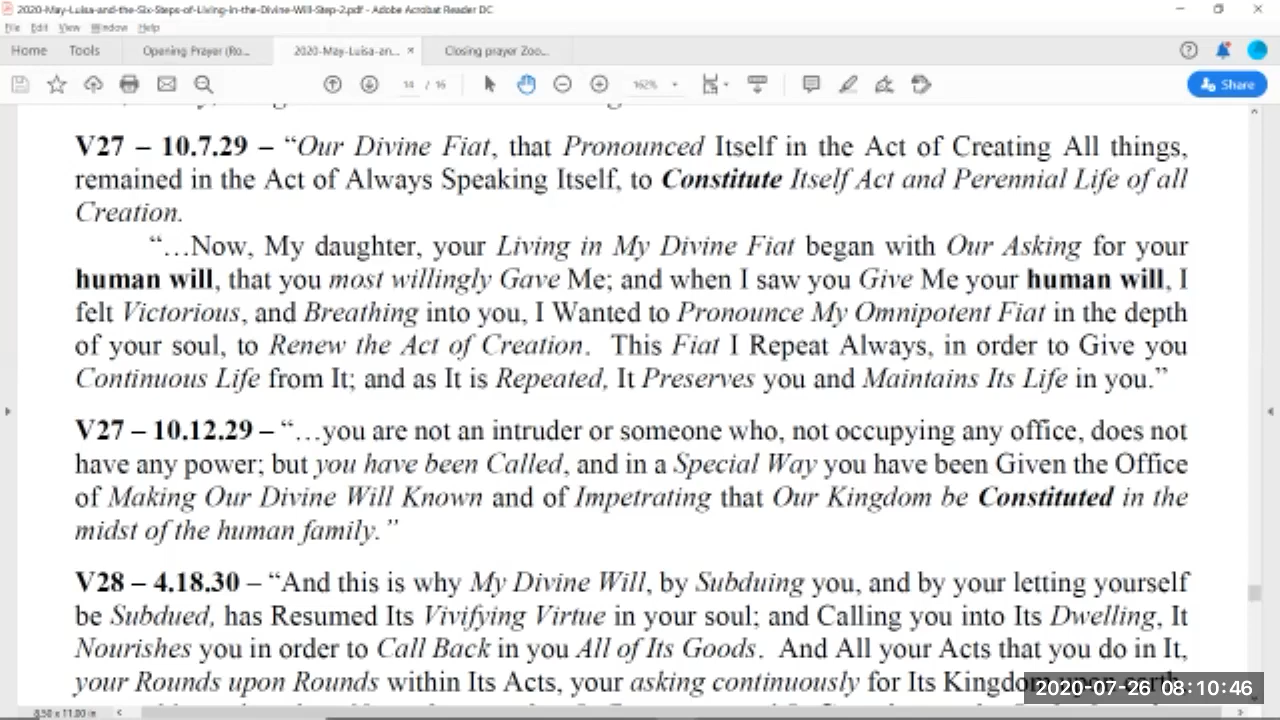 2020-May-Luisa-and-the-Six-Steps-of-Living-in-the-Divine-Will-Step-2.pdf - Adobe Acrobat Reader DC
File Edit View Window Help
Home Tools Opening Prayer (Ro... 2020-May-Luisa-an... × Closing prayer Zoo...
14 / 16 162% Share
V27 – 10.7.29 – “Our Divine Fiat, that Pronounced Itself in the Act of Creating All things,
remained in the Act of Always Speaking Itself, to Constitute Itself Act and Perennial Life of all
Creation.
“…Now, My daughter, your Living in My Divine Fiat began with Our Asking for your
human will, that you most willingly Gave Me; and when I saw you Give Me your human will, I
felt Victorious, and Breathing into you, I Wanted to Pronounce My Omnipotent Fiat in the depth
of your soul, to Renew the Act of Creation. This Fiat I Repeat Always, in order to Give you
Continuous Life from It; and as It is Repeated, It Preserves you and Maintains Its Life in you.”
V27 – 10.12.29 – “…you are not an intruder or someone who, not occupying any office, does not
have any power; but you have been Called, and in a Special Way you have been Given the Office
of Making Our Divine Will Known and of Impetrating that Our Kingdom be Constituted in the
midst of the human family.”
V28 – 4.18.30 – “And this is why My Divine Will, by Subduing you, and by your letting yourself
be Subdued, has Resumed Its Vivifying Virtue in your soul; and Calling you into Its Dwelling, It
Nourishes you in order to Call Back in you All of Its Goods. And All your Acts that you do in It,
your Rounds upon Rounds within Its Acts, your asking continuously for Its Kingdom upon earth
2020-07-26 08:10:46
8.50 x 11.00 in